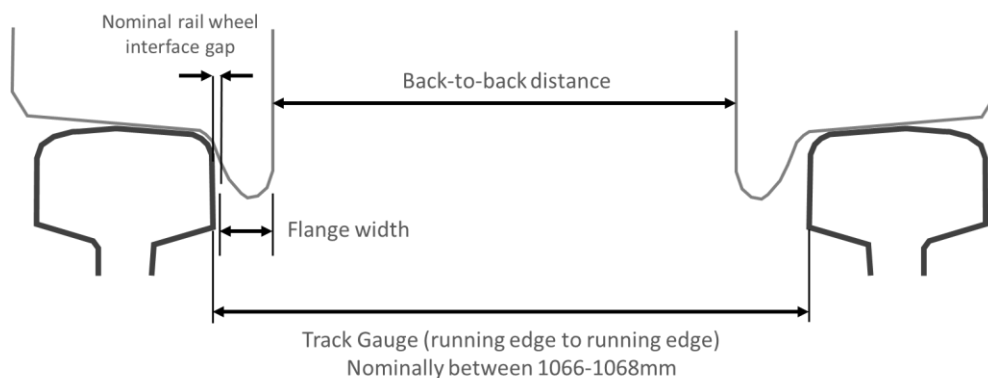 Nominal rail wheel
interface gap
Back-to-back distance
Flange width
Track Gauge (running edge to running edge)
Nominally between 1066-1068mm